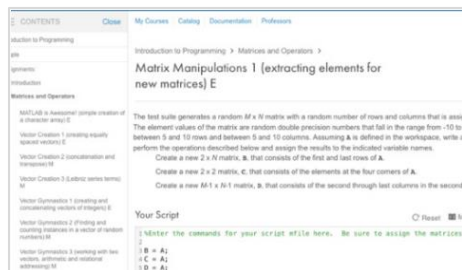 CONTENTS
Close
duction to Programming
ple
ignments
ntroduction
Matrices and Operators
MATLAB is Awesome! (simple creation of
a character array) E
Vector Creation 1 (creating equally
spaced vectors) E
Vector Creation 2 (concatenation and
transpose) M
Vector Creation 3 (Leibniz series terms)
M
Vector Gymnastics 1 (creating and
concatenating vectors of integers) E
Vector Gymnastics 2 (Finding and
counting instances in a vector of random
numbers) M
Vector Gymnastics 3 (working with two
vectors, arithmetic and relational
addressing) M
My Courses Catalog Documentation Professors
Introduction to Programming > Matrices and Operators >
Matrix Manipulations 1 (extracting elements for
new matrices) E
The test suite generates a random M x N matrix with a random number of rows and columns that is assi
The element values of the matrix are random double precision numbers that fall in the range from -10 to
between 5 and 10 rows and between 5 and 10 columns. Assuming A is defined in the workspace, write
perform the operations described below and assign the results to the indicated variable names.
Create a new 2 x N matrix, B, that consists of the first and last rows of A.
Create a new 2 x 2 matrix, C, that consists of the elements at the four corners of A.
Create a new M-1 x N-1 matrix, D, that consists of the second through last columns in the second
Your Script
Reset
1 %Enter the commands for your script mfile here. Be sure to assign the matrices
2
3 B = A;
4 C = A;
5 D = A;